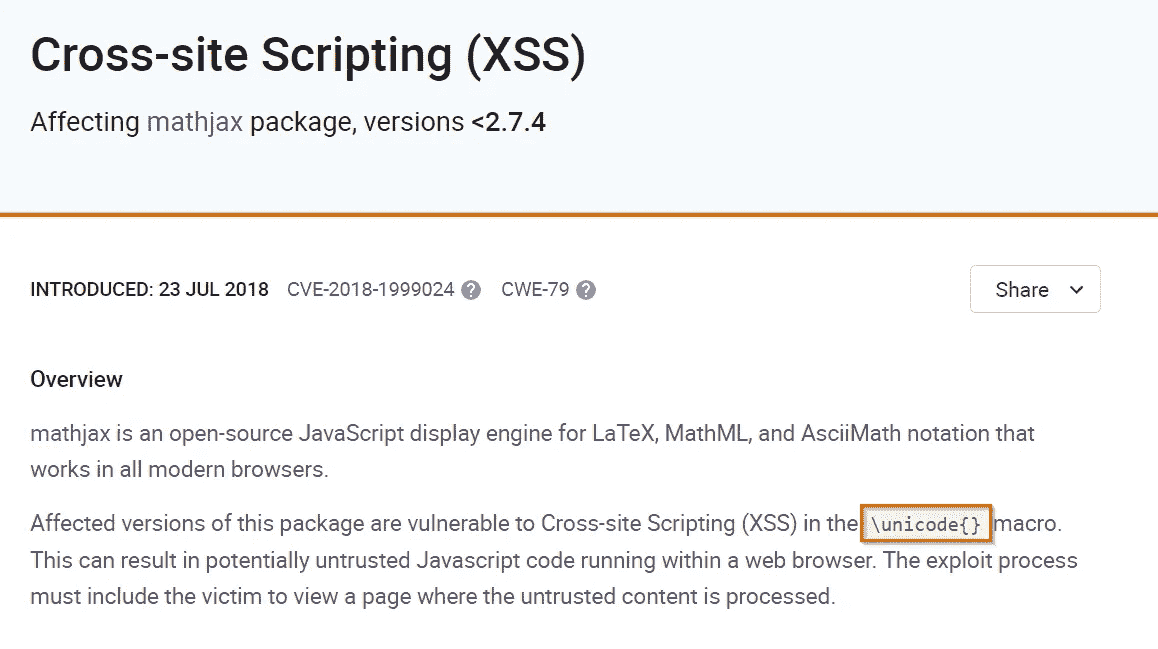 Cross-site Scripting (XSS)
Affecting mathjax package, versions <2.7.4
INTRODUCED: 23 JUL 2018 CVE-2018-1999024 ? CWE-79 ?
Share
Overview
mathjax is an open-source JavaScript display engine for LaTeX, MathML, and AsciiMath notation that
works in all modern browsers.
Affected versions of this package are vulnerable to Cross-site Scripting (XSS) in the \unicode{} macro.
This can result in potentially untrusted Javascript code running within a web browser. The exploit process
must include the victim to view a page where the untrusted content is processed.